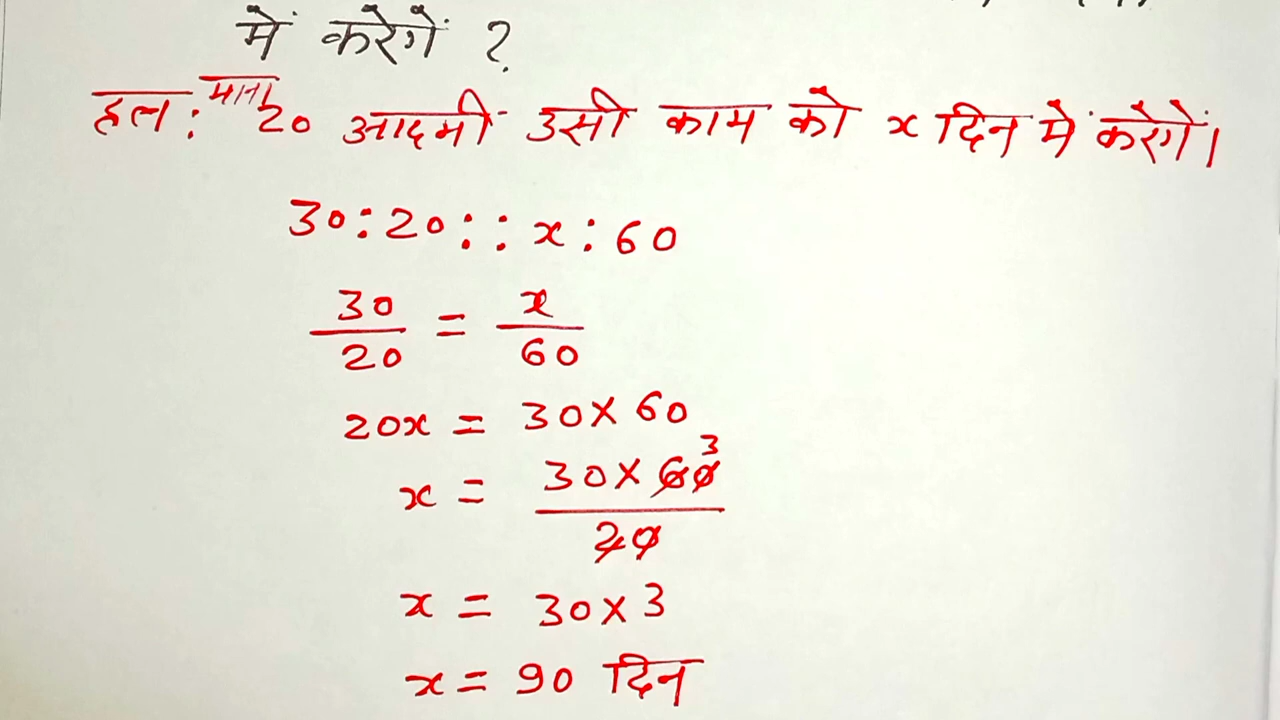 में करेगें ?
हल: माना 20 आदमी उसी काम को x दिन में करेगें।
30:20::x:60
30/20 = x/60
20x = 30×60
x = 30×60 3/20
x = 30×3
x = 90 दिन